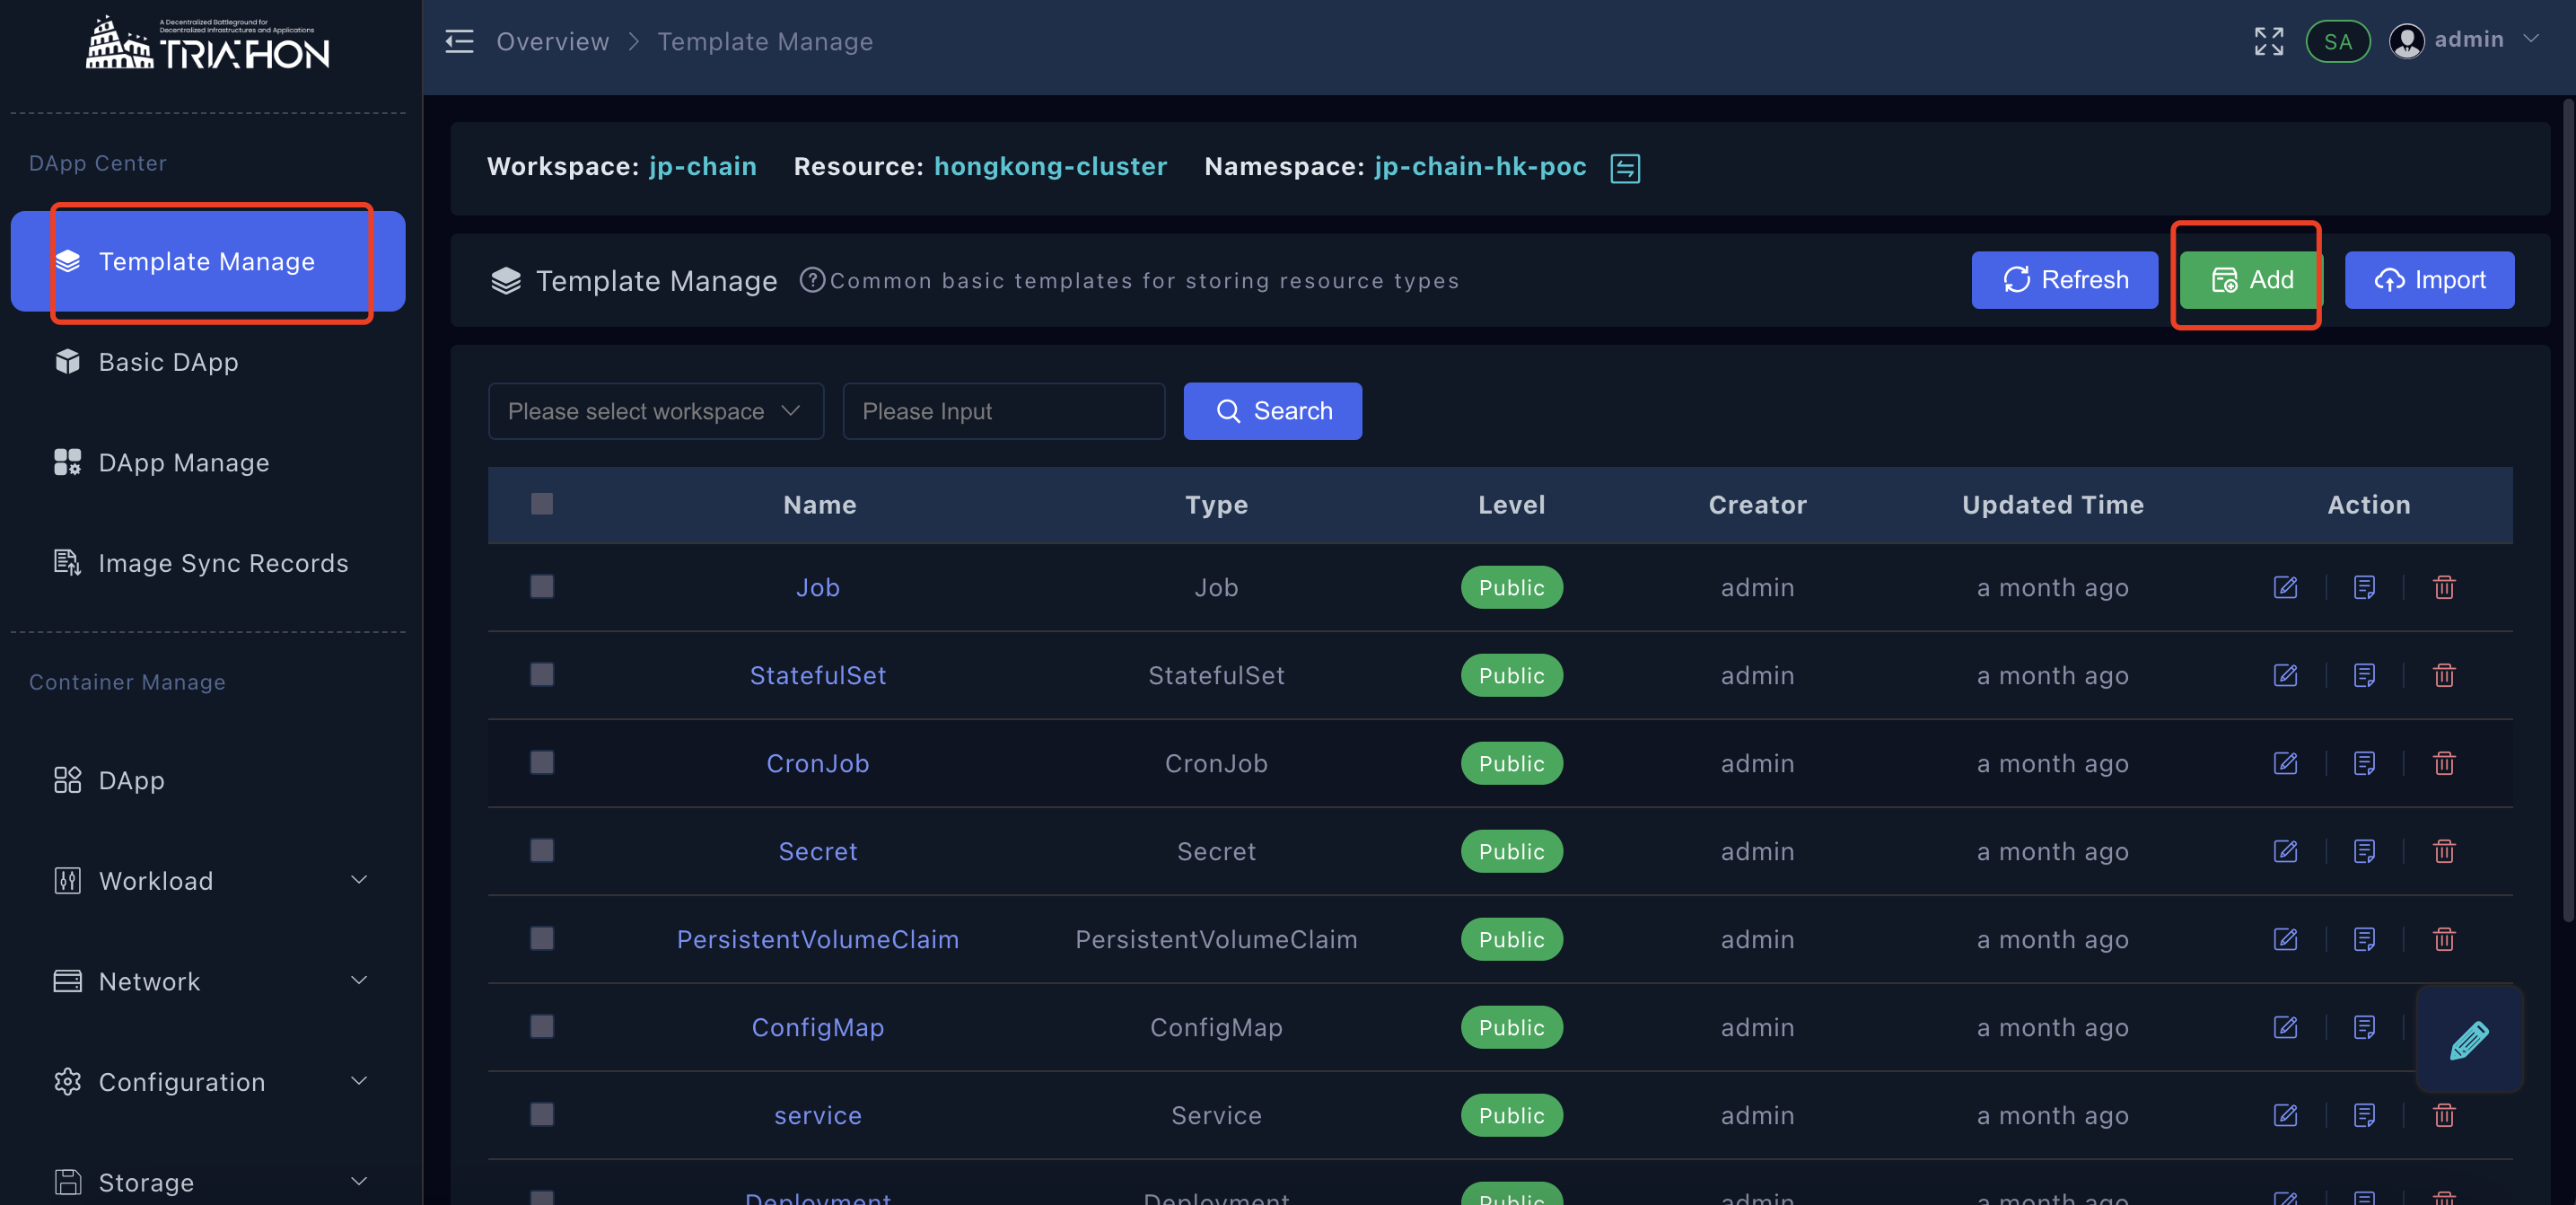 A Decentralized Battleground for
Decentralized Infrastructures and Applications
TRIATHON
Overview > Template Manage
SA
admin
DApp Center
Template Manage
Basic DApp
DApp Manage
Image Sync Records
Container Manage
DApp
Workload
Network
Configuration
Storage
Workspace: jp-chain Resource: hongkong-cluster Namespace: jp-chain-hk-poc
Template Manage ? Common basic templates for storing resource types
Refresh
Add
Import
Please select workspace
Please Input
Search
Name Type Level Creator Updated Time Action
Job Job Public admin a month ago
StatefulSet StatefulSet Public admin a month ago
CronJob CronJob Public admin a month ago
Secret Secret Public admin a month ago
PersistentVolumeClaim PersistentVolumeClaim Public admin a month ago
ConfigMap ConfigMap Public admin a month ago
service Service Public admin a month ago
Deployment Deployment Public admin a month ago